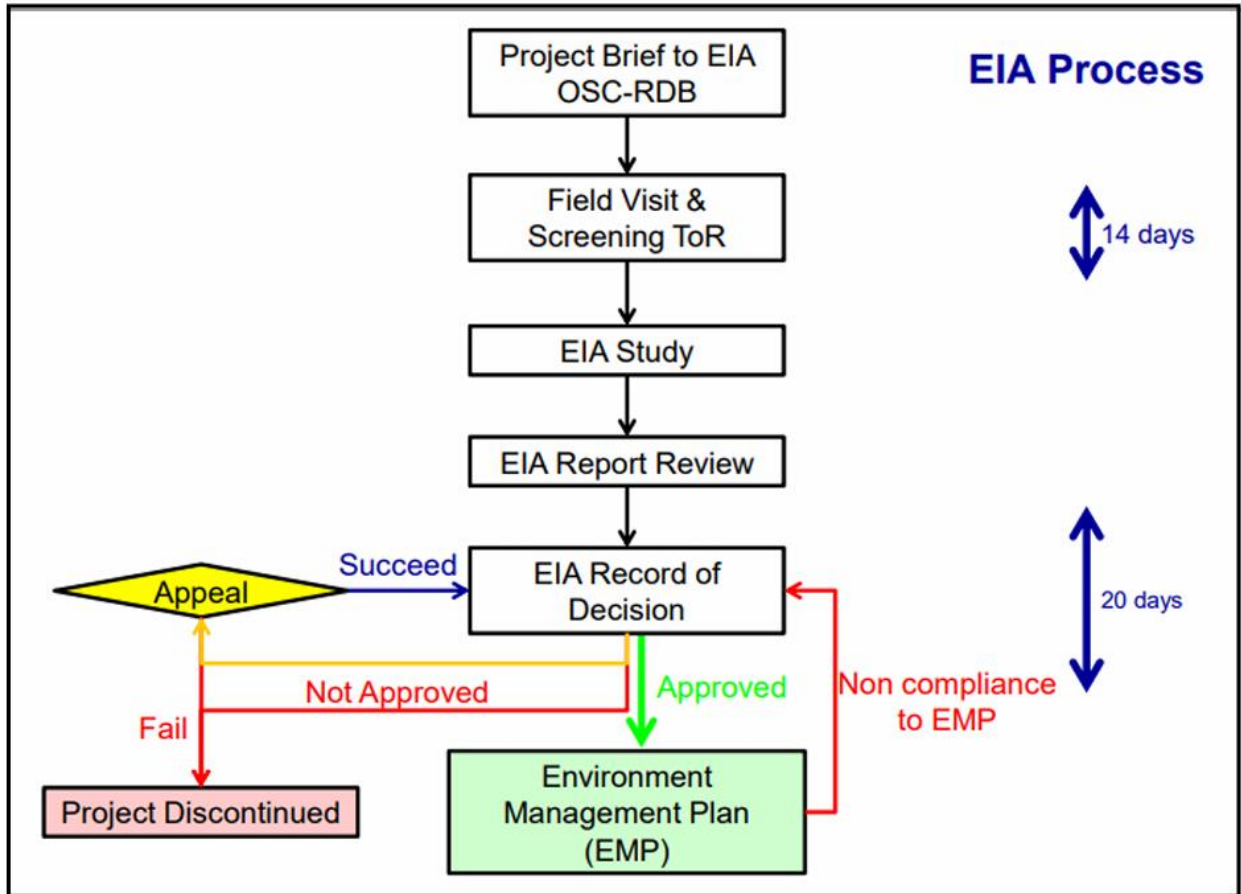 Project Brief to EIA
OSC-RDB
EIA Process
Field Visit &
Screening ToR
14 days
EIA Study
EIA Report Review
Succeed
EIA Record of
Decision
Appeal
20 days
Not Approved
Approved
Non compliance
to EMP
Fail
Project Discontinued
Environment
Management Plan
(EMP)